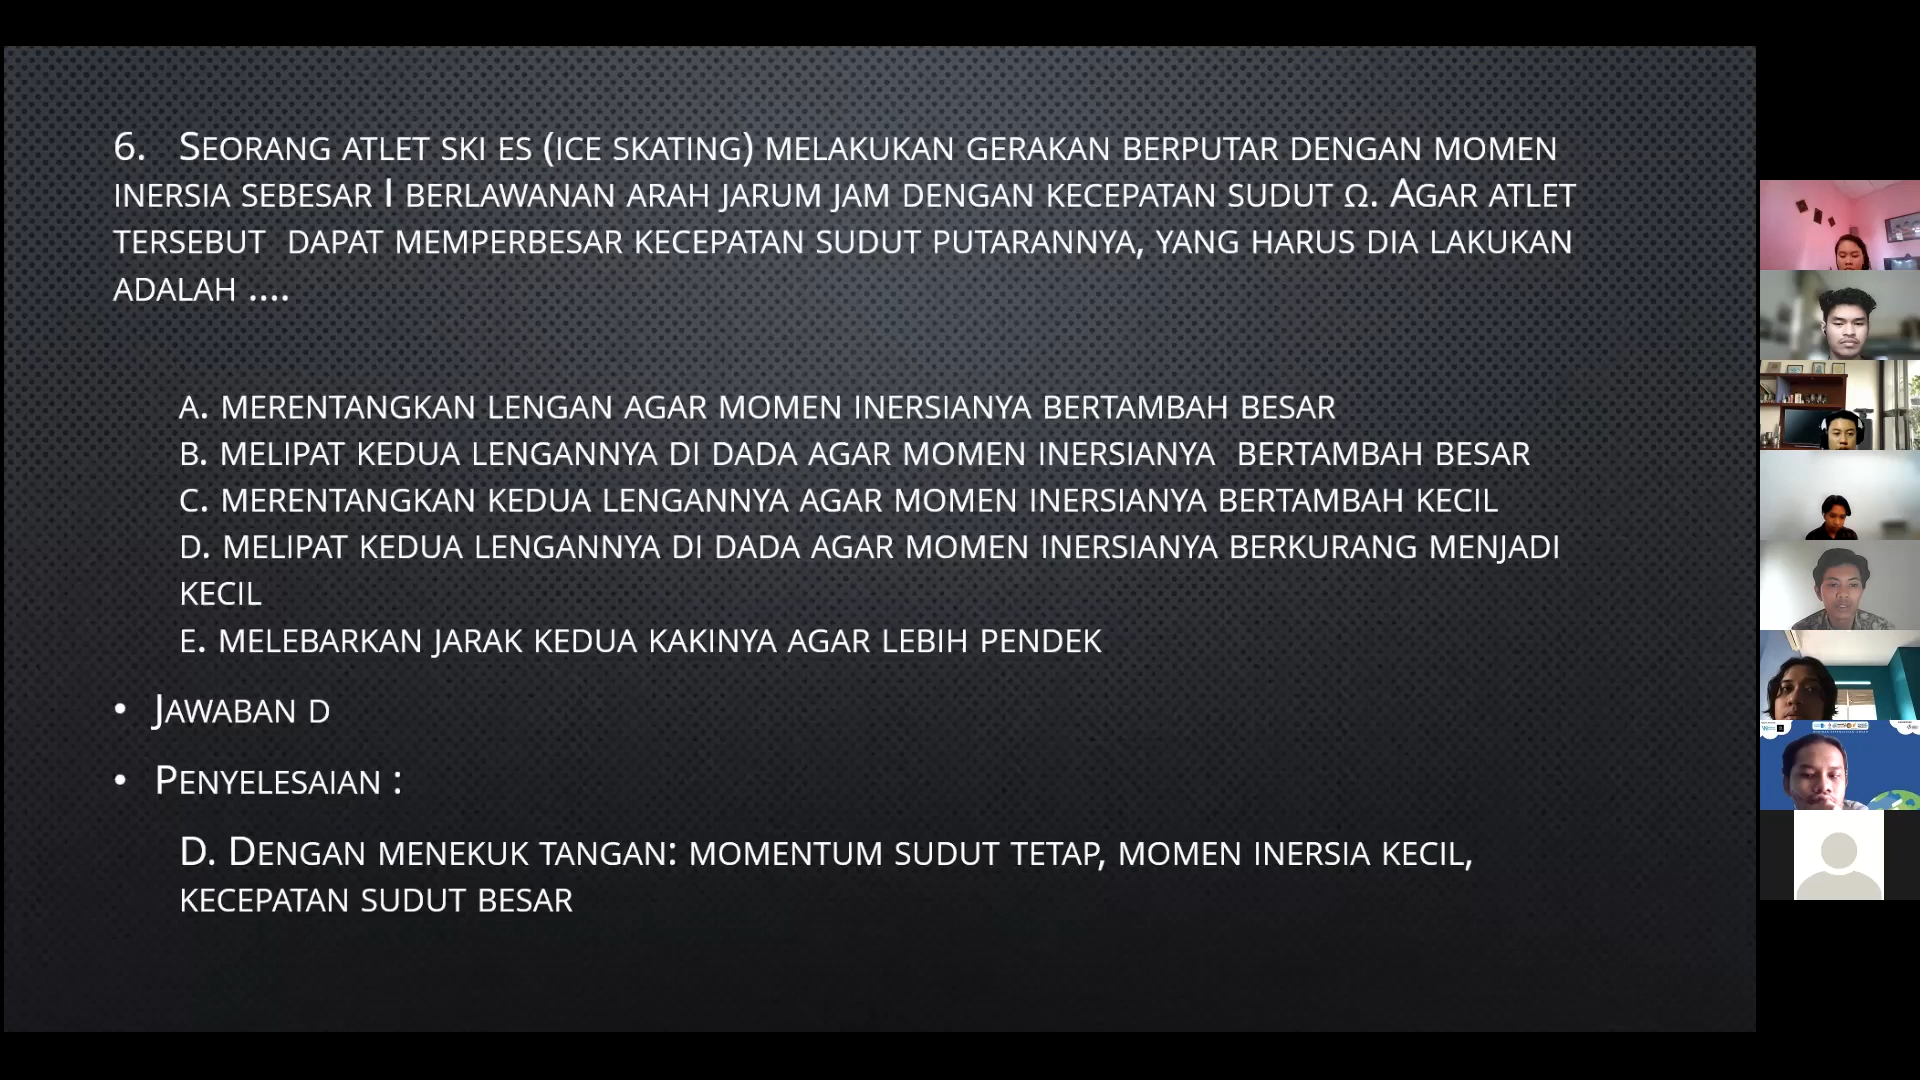 6. Seorang atlet ski es (ice skating) melakukan gerakan berputar dengan momen
inersia sebesar I berlawanan arah jarum jam dengan kecepatan sudut Ω. Agar atlet
tersebut dapat memperbesar kecepatan sudut putarannya, yang harus dia lakukan
adalah ....
a. merentangkan lengan agar momen inersianya bertambah besar
b. melipat kedua lengannya di dada agar momen inersianya bertambah besar
c. merentangkan kedua lengannya agar momen inersianya bertambah kecil
d. melipat kedua lengannya di dada agar momen inersianya berkurang menjadi
kecil
e. melebarkan jarak kedua kakinya agar lebih pendek
• Jawaban d
• Penyelesaian :
D. Dengan menekuk tangan: momentum sudut tetap, momen inersia kecil,
kecepatan sudut besar